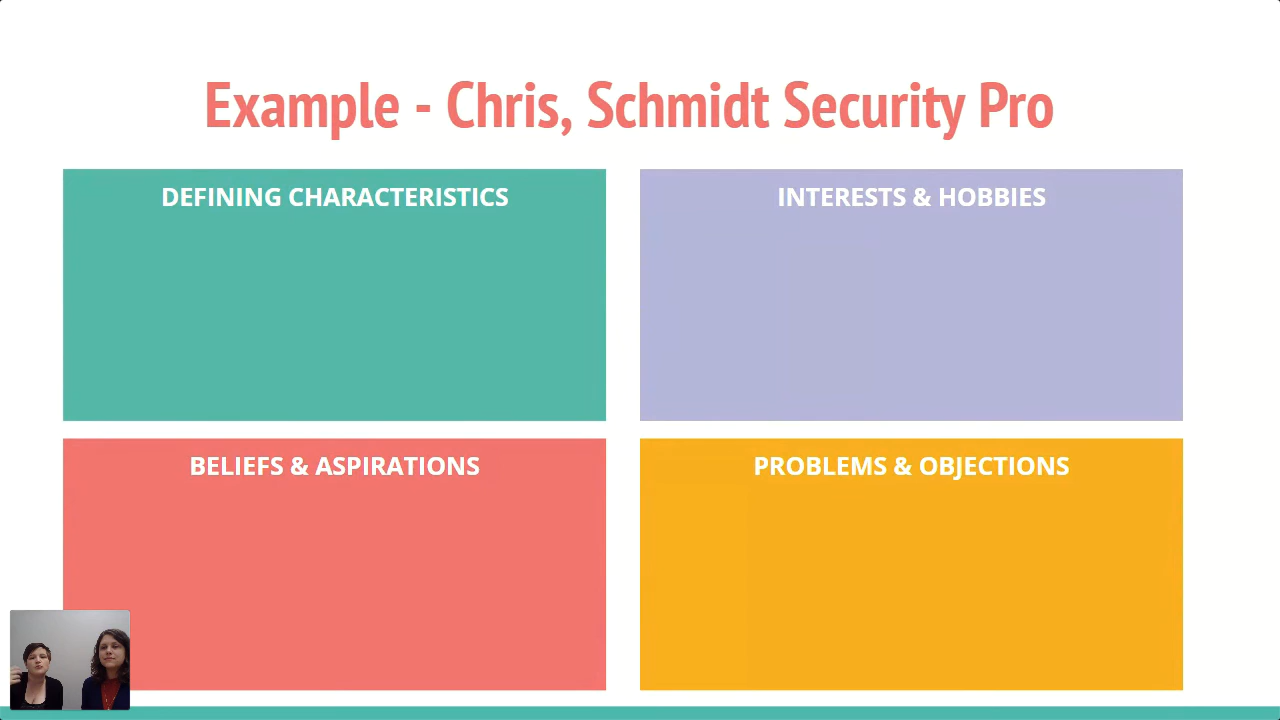 Example - Chris, Schmidt Security Pro
DEFINING CHARACTERISTICS
INTERESTS & HOBBIES
BELIEFS & ASPIRATIONS
PROBLEMS & OBJECTIONS